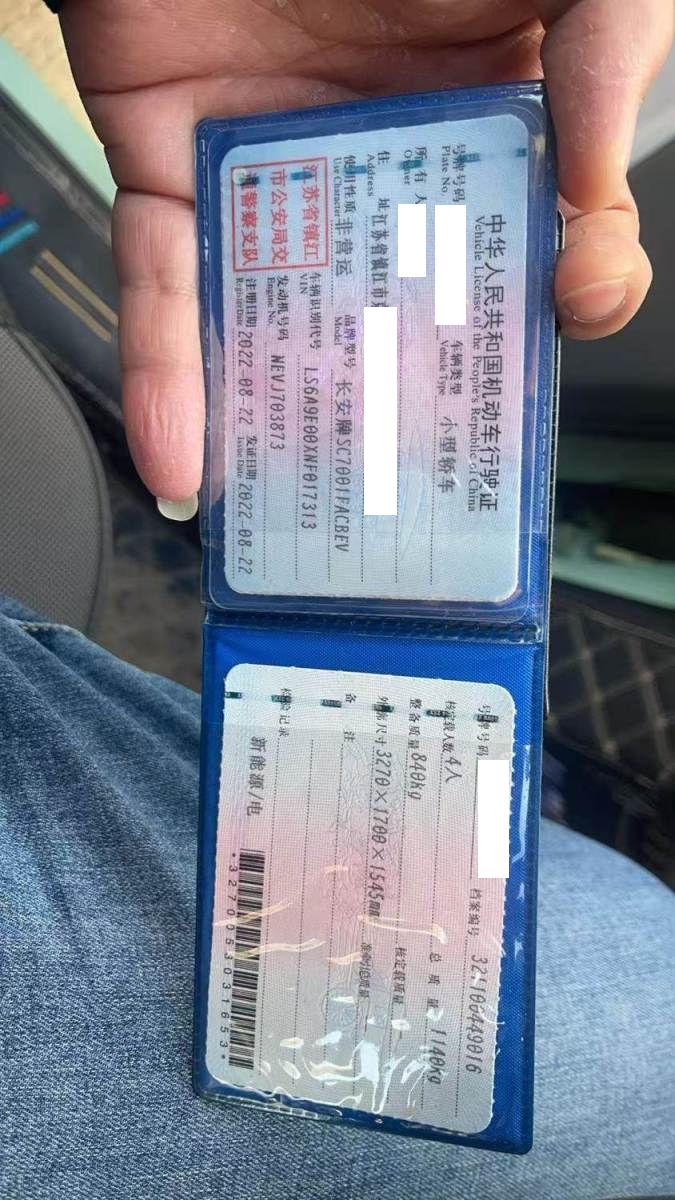 中华人民共和国机动车行驶证
Vehicle License of the People's Republic of China
号牌号码 车辆类型 小型轿车
Plate No. Vehicle Type
所有人
Owner
住 址 江苏省镇江市
Address
使用性质 非营运 品牌型号 长安牌SC7001FACBEV
Use Character Model
江苏省镇江
市公安局交
通警察支队
车辆识别代号 LS6A9E00XNF017313
VIN
发动机号码 NEVJ703873
Engine No.
注册日期 2022-08-22 发证日期 2022-08-22
Register Date Issue Date
号牌号码 档案编号
核定载人数 4人 总质量 1140kg
整备质量 840kg 核定载质量
外廓尺寸 3270×1700×1545mm 准牵引总质量
备 注
检验记录
新能源/电
*3270053031653*